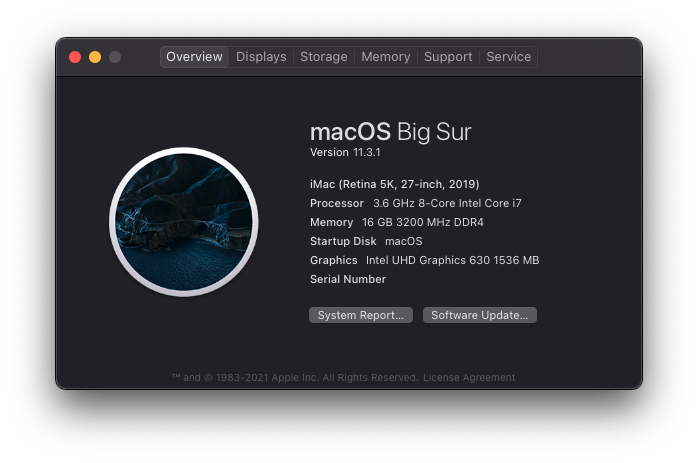 Overview Displays Storage Memory Support Service
macOS Big Sur
Version 11.3.1
iMac (Retina 5K, 27-inch, 2019)
Processor 3.6 GHz 8-Core Intel Core i7
Memory 16 GB 3200 MHz DDR4
Startup Disk macOS
Graphics Intel UHD Graphics 630 1536 MB
Serial Number
System Report... Software Update...
™ and © 1983-2021 Apple Inc. All Rights Reserved. License Agreement